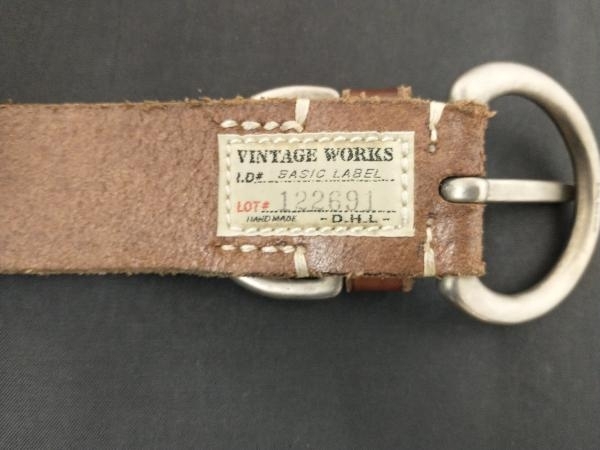 VINTAGE WORKS
I.D# BASIC LABEL
LOT# 122691
HAND MADE - D.H.L -